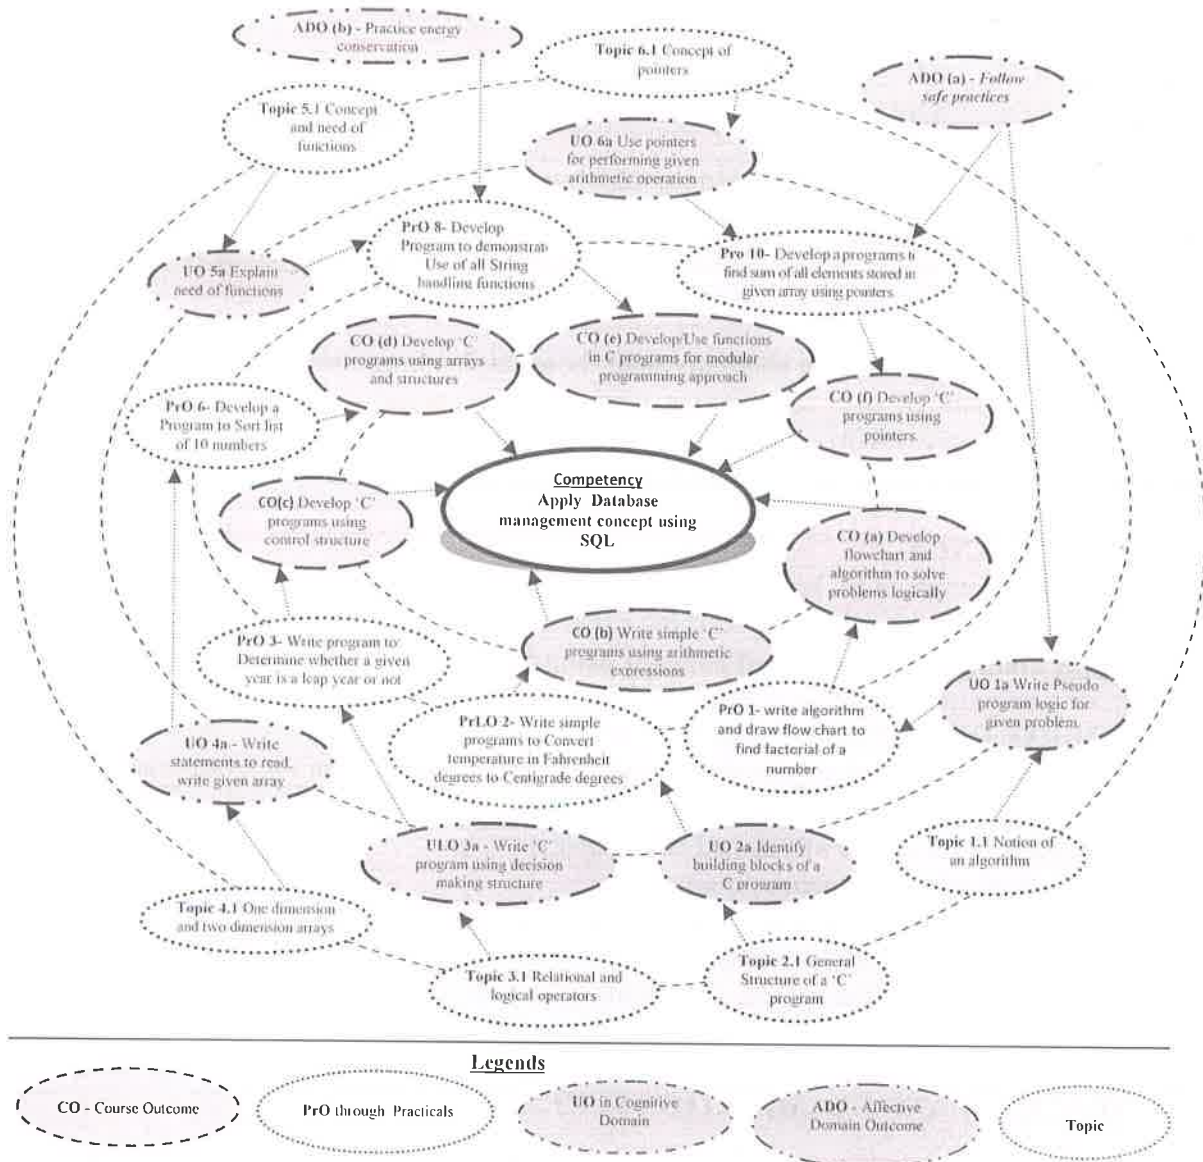 ADO (b) - Practice energy
conservation
Topic 6.1 Concept of
pointers
ADO (a) - Follow
safe practices
Topic 5.1 Concept
and need of
functions
UO 6a Use pointers
for performing given
arithmetic operation
PrO 8- Develop
Program to demonstrat
Use of all String
handling functions
Pro 10- Develop a programs t
find sum of all elements stored in
given array using pointers
UO 5a Explain
need of functions
CO (d) Develop 'C'
programs using arrays
and structures
CO (e) Develop/Use functions
in C programs for modular
programming approach
PrO 6- Develop a
Program to Sort list
of 10 numbers
CO (f) Develop 'C'
programs using
pointers
Competency
Apply Database
management concept using
SQL
CO(c) Develop 'C'
programs using
control structure
CO (a) Develop
flowchart and
algorithm to solve
problems logically
CO (b) Write simple 'C'
programs using arithmetic
expressions
PrO 3- Write program to
Determine whether a given
year is a leap year or not
UO 1a Write Pseudo
program logic for
given problem.
PrLO 2- Write simple
programs to Convert
temperature in Fahrenheit
degrees to Centigrade degrees
PrO 1- write algorithm
and draw flow chart to
find factorial of a
number
UO 4a - Write
statements to read,
write given array
ULO 3a - Write 'C'
program using decision
making structure
UO 2a Identify
building blocks of a
C program
Topic 1.1 Notion of
an algorithm
Topic 4.1 One dimension
and two dimension arrays
Topic 3.1 Relational and
logical operators
Topic 2.1 General
Structure of a 'C'
program
Legends
CO - Course Outcome
PrO through Practicals
UO in Cognitive
Domain
ADO - Affective
Domain Outcome
Topic